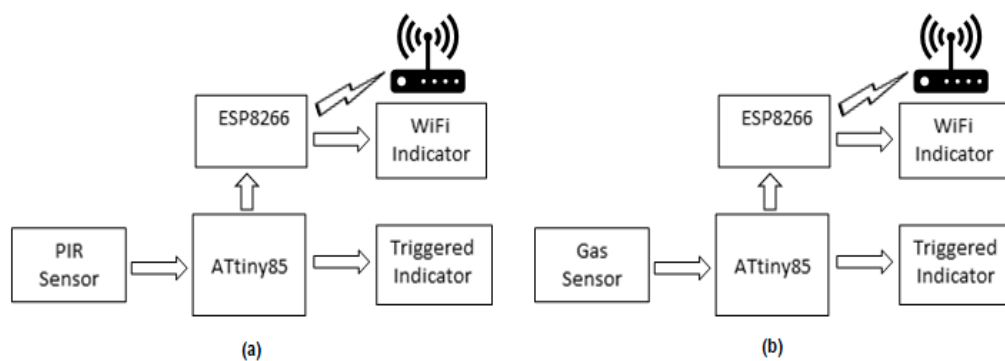 ESP8266
WiFi
Indicator
PIR
Sensor
ATtiny85
Triggered
Indicator
(a)
ESP8266
WiFi
Indicator
Gas
Sensor
ATtiny85
Triggered
Indicator
(b)